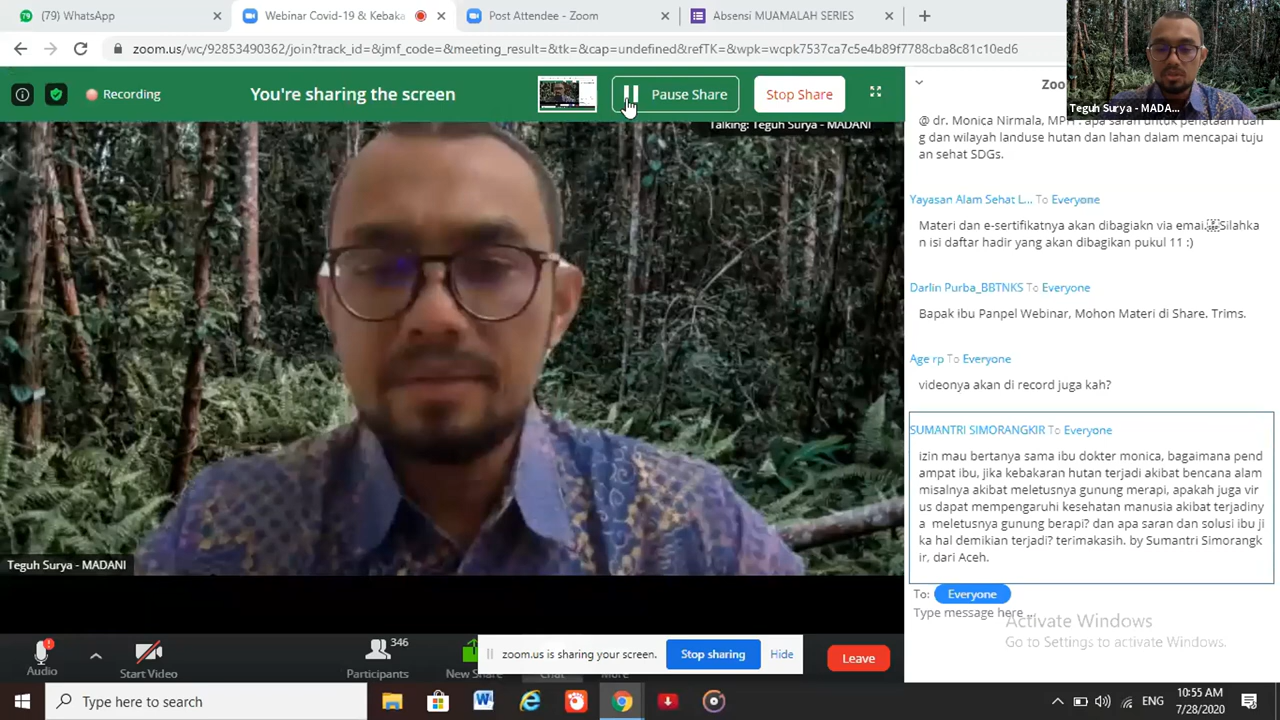 (79) WhatsApp
Webinar Covid-19 & Kebaka
Post Attendee - Zoom
Absensi MUAMALAH SERIES
zoom.us/wc/92853490362/join?track_id=&jmf_code=&meeting_result=&tk=&cap=undefined&refTK=&wpk=wcpk7537ca7c5e4b89f7788cba8c81c10ed6
Recording
You're sharing the screen
Pause Share
Stop Share
Talking: Teguh Surya - MADANI
Teguh Surya - MADANI
Zoo
Teguh Surya - MADA...
@ dr. Monica Nirmala, MPH : apa saran untuk penataan ruan
g dan wilayah landuse hutan dan lahan dalam mencapai tuju
an sehat SDGs.
Yayasan Alam Sehat L... To Everyone
Materi dan e-sertifikatnya akan dibagiakn via emai. Silahka
n isi daftar hadir yang akan dibagikan pukul 11 :)
Darlin Purba_BBTNKS To Everyone
Bapak ibu Panpel Webinar, Mohon Materi di Share. Trims.
Age rp To Everyone
videonya akan di record juga kah?
SUMANTRI SIMORANGKIR To Everyone
izin mau bertanya sama ibu dokter monica, bagaimana pend
ampat ibu, jika kebakaran hutan terjadi akibat bencana alam
misalnya akibat meletusnya gunung merapi, apakah juga vir
us dapat mempengaruhi kesehatan manusia akibat terjadiny
a meletusnya gunung berapi? dan apa saran dan solusi ibu ji
ka hal demikian terjadi? terimakasih. by Sumantri Simorangk
ir, dari Aceh.
To: Everyone
Type message here ..
Activate Windows
Go to Settings to activate Windows.
Audio
Start Video
346
Participants
New Share
Chat
More
zoom.us is sharing your screen.
Stop sharing
Hide
Leave
Type here to search
ENG
10:55 AM
7/28/2020